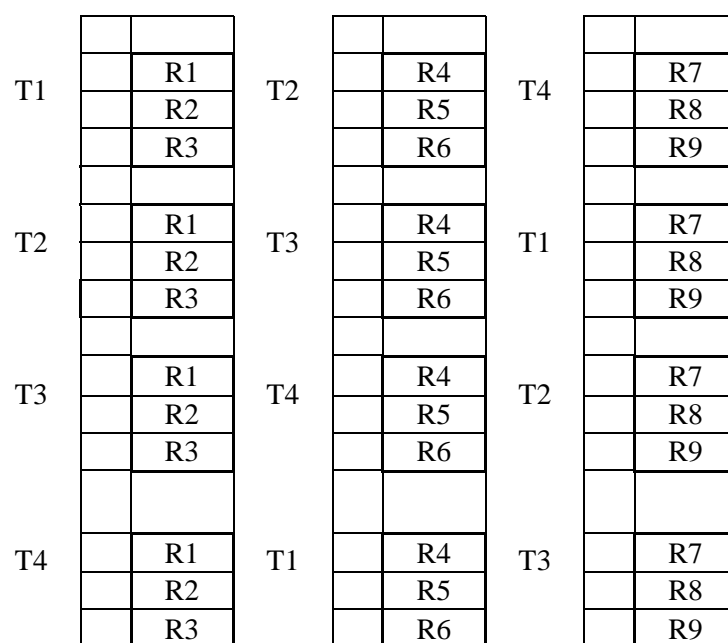 R1 R4 R7
T1 T2 T4
R2 R5 R8
R3 R6 R9
R1 R4 R7
T2 T3 T1
R2 R5 R8
R3 R6 R9
R1 R4 R7
T3 T4 T2
R2 R5 R8
R3 R6 R9
R1 R4 R7
T4 T1 T3
R2 R5 R8
R3 R6 R9